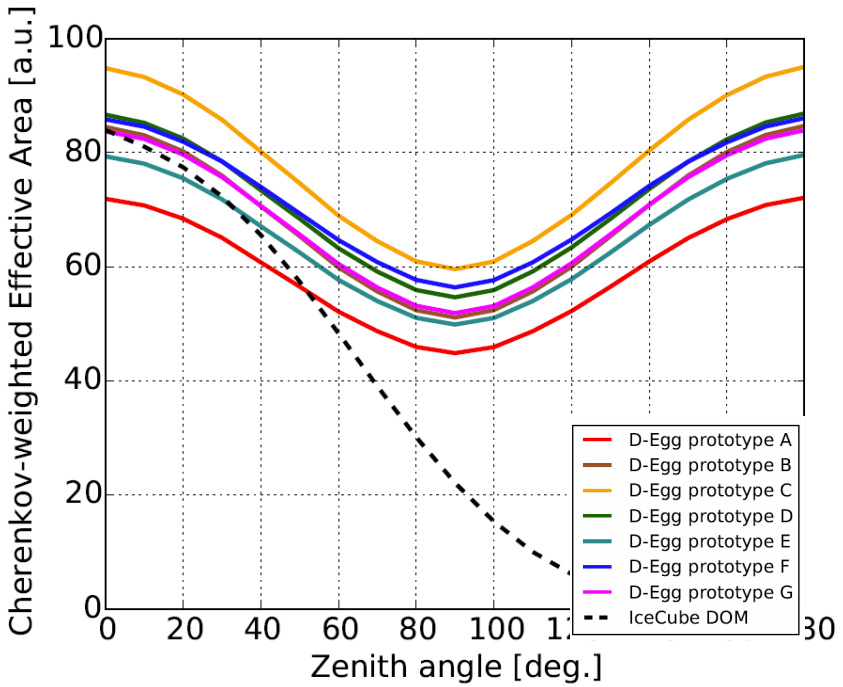 Cherenkov-weighted Effective Area [a.u.]
100
80
60
40
20
0
0 20 40 60 80 100
Zenith angle [deg.]
D-Egg prototype A
D-Egg prototype B
D-Egg prototype C
D-Egg prototype D
D-Egg prototype E
D-Egg prototype F
D-Egg prototype G
IceCube DOM